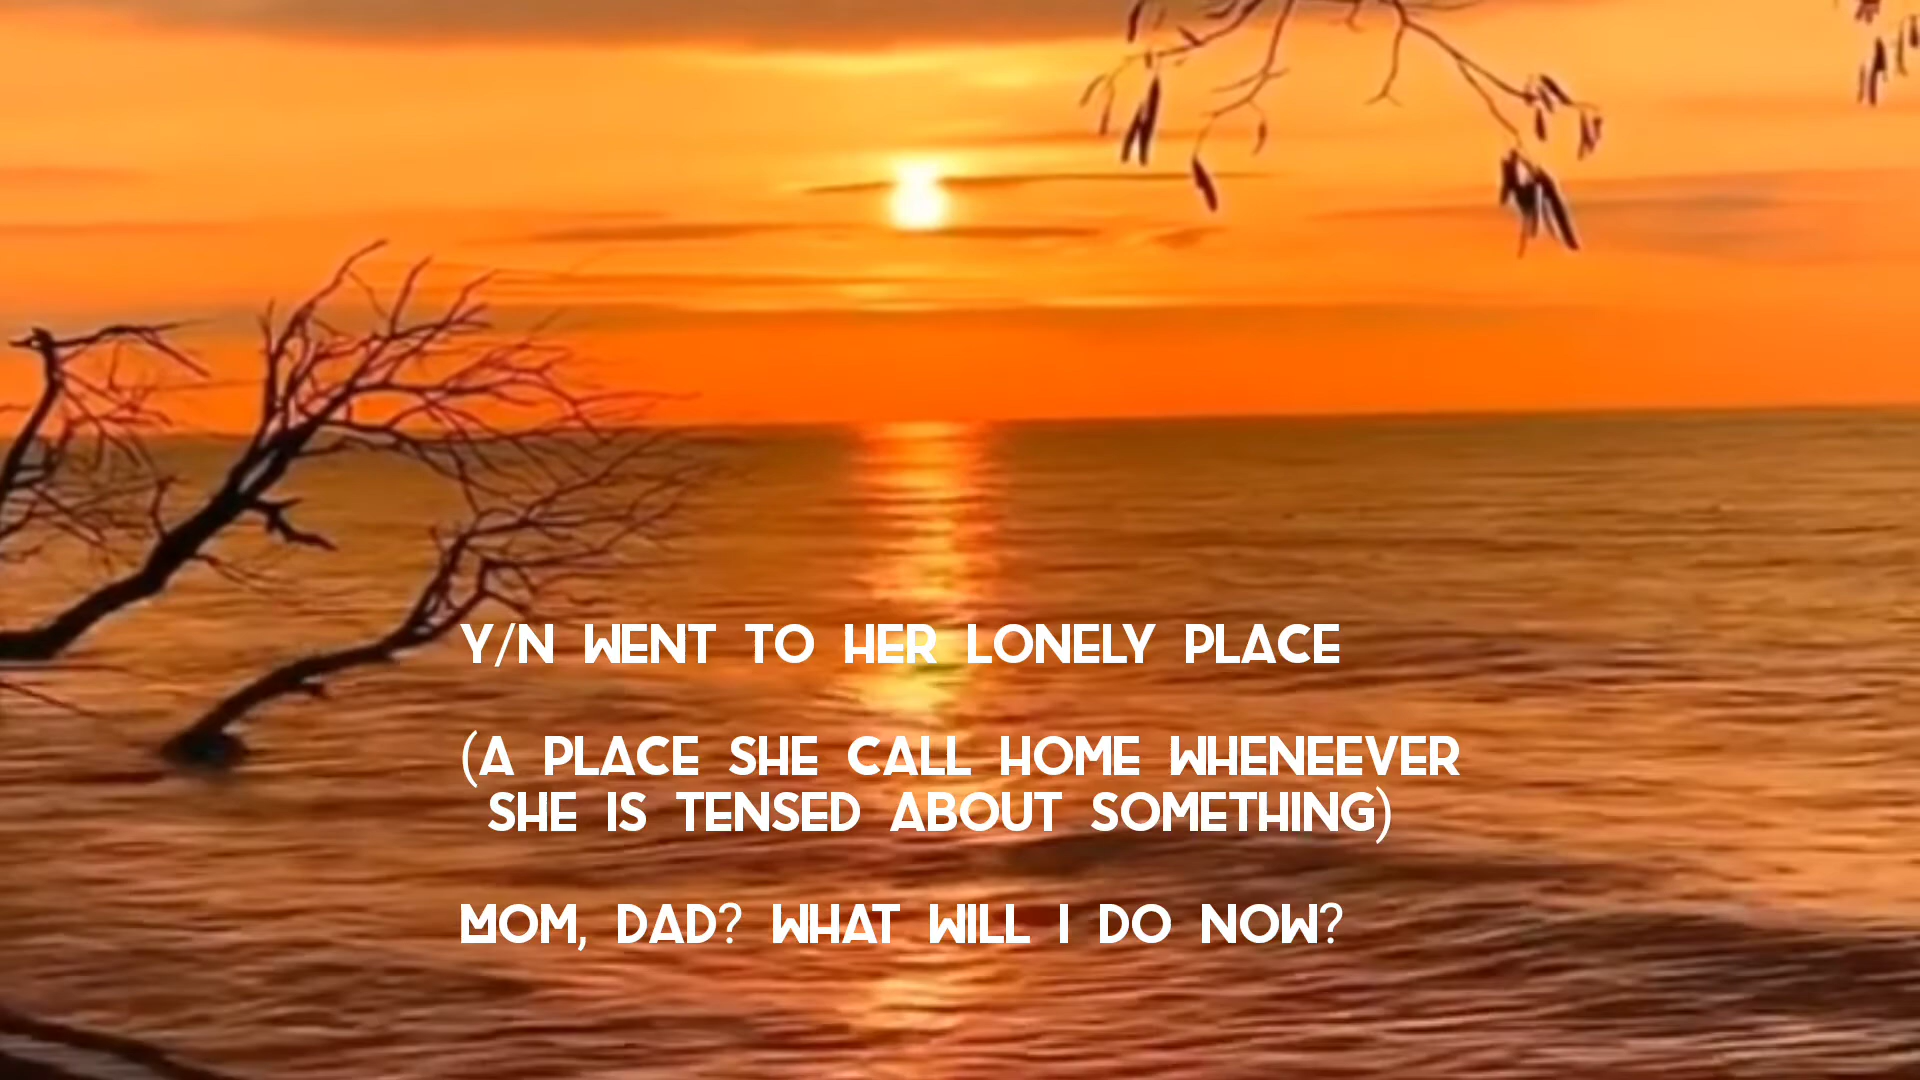 Y/N WENT TO HER LONELY PLACE
(A PLACE SHE CALL HOME WHENEEVER
SHE IS TENSED ABOUT SOMETHING)
MOM, DAD? WHAT WILL I DO NOW?